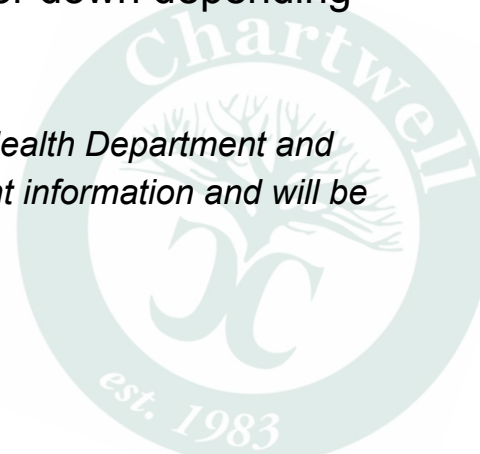 or down depending
Chartwell
Health Department and
nt information and will be
est. 1983